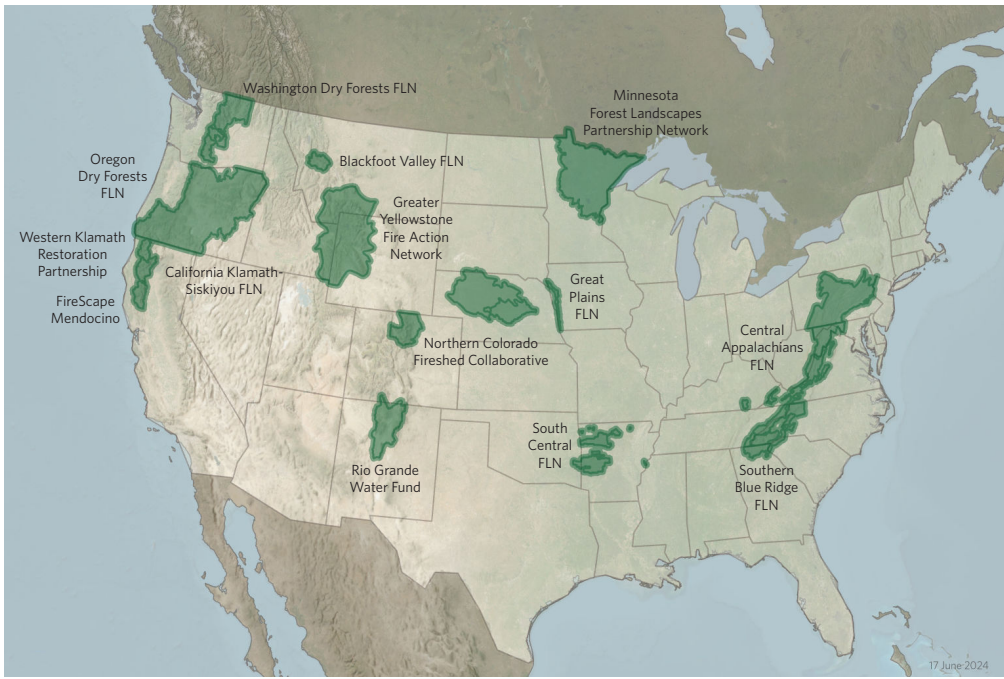 Washington Dry Forests FLN
Minnesota
Forest Landscapes
Partnership Network
Oregon
Dry Forests
FLN
Blackfoot Valley FLN
Greater
Yellowstone
Fire Action
Network
Western Klamath
Restoration
Partnership
California Klamath-
Siskiyou FLN
FireScape
Mendocino
Great
Plains
FLN
Northern Colorado
Fireshed Collaborative
Central
Appalachians
FLN
South
Central
FLN
Rio Grande
Water Fund
Southern
Blue Ridge
FLN
17 June 2024